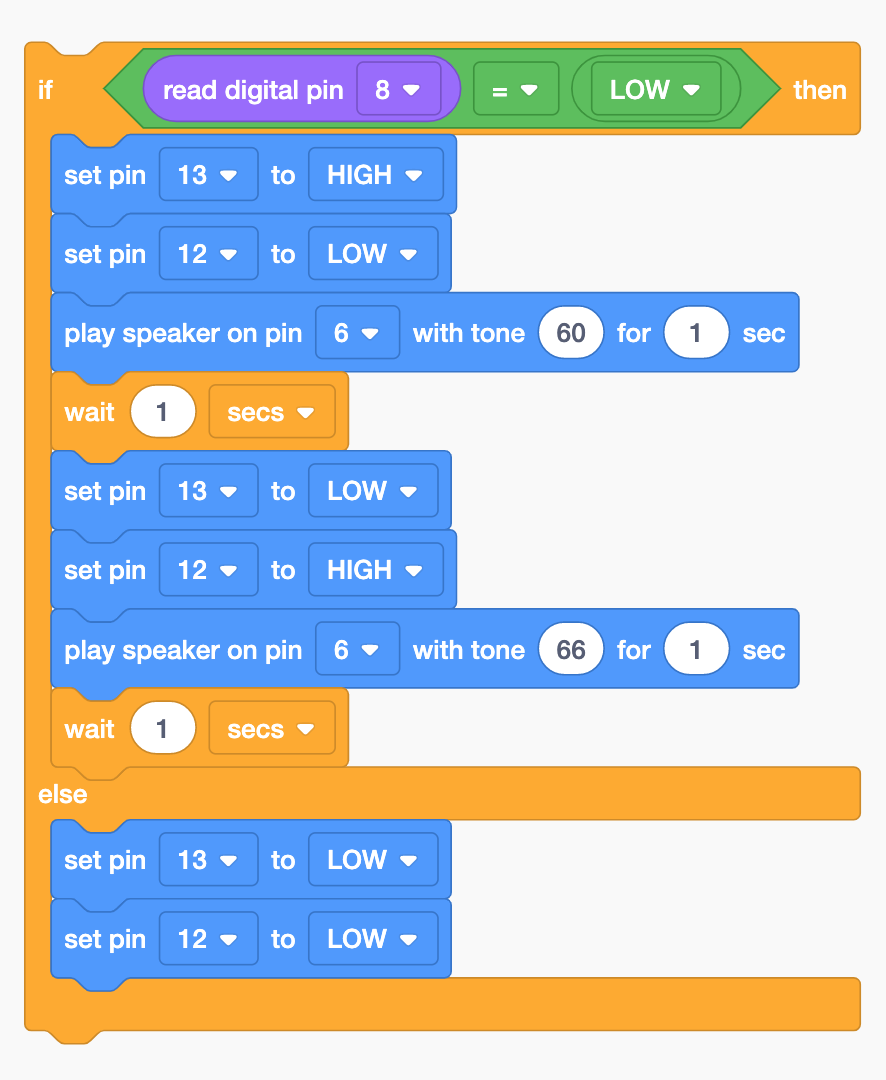 if read digital pin 8 = LOW then
set pin 13 to HIGH
set pin 12 to LOW
play speaker on pin 6 with tone 60 for 1 sec
wait 1 secs
set pin 13 to LOW
set pin 12 to HIGH
play speaker on pin 6 with tone 66 for 1 sec
wait 1 secs
else
set pin 13 to LOW
set pin 12 to LOW